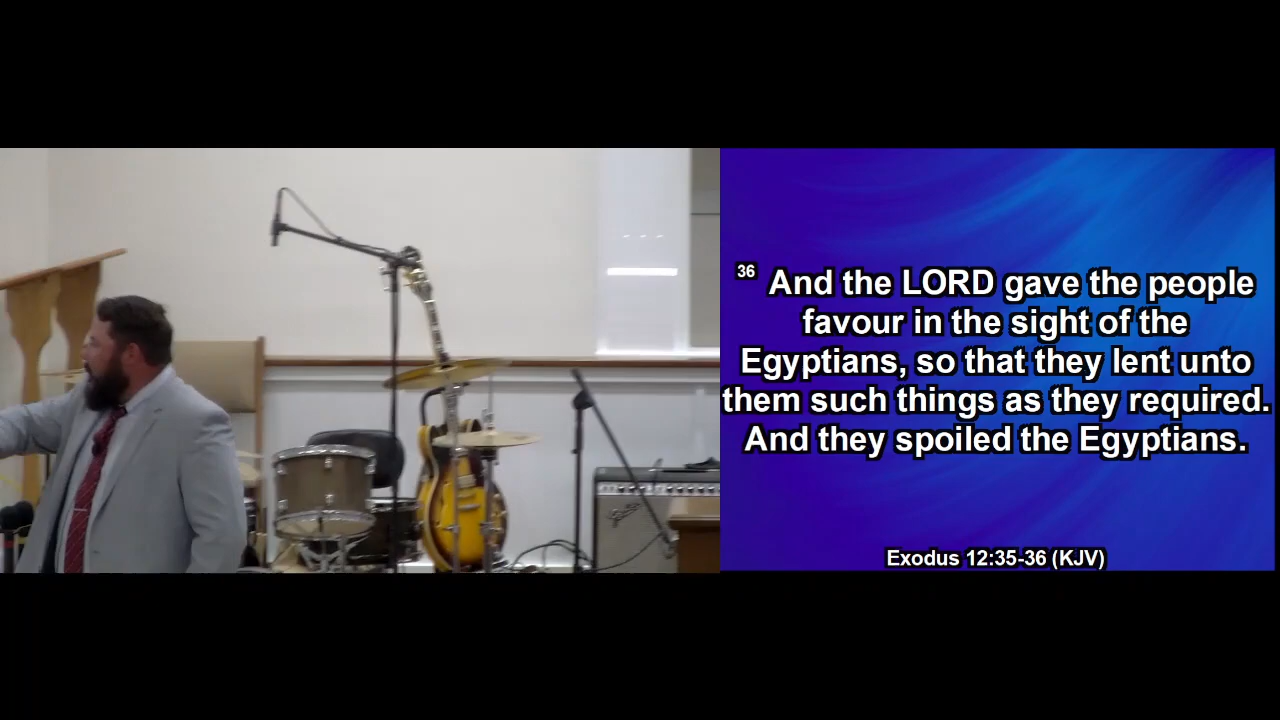 36 And the LORD gave the people
favour in the sight of the
Egyptians, so that they lent unto
them such things as they required.
And they spoiled the Egyptians.
Exodus 12:35-36 (KJV)
Fender